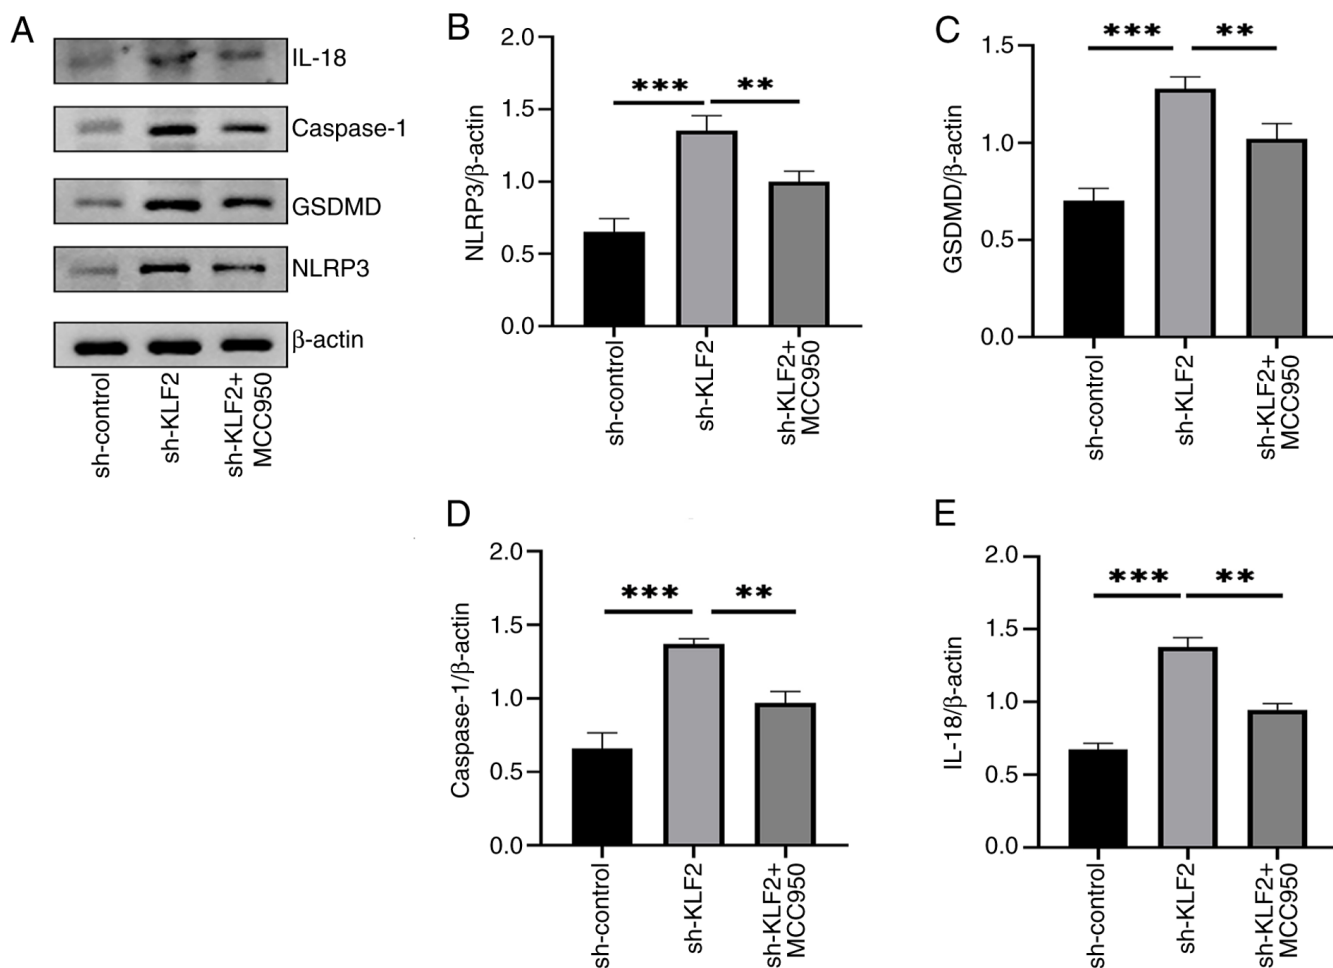 A
IL-18
Caspase-1
GSDMD
NLRP3
β-actin
sh-control
sh-KLF2
sh-KLF2+
MCC950
B
NLRP3/β-actin
2.0
1.5
1.0
0.5
0.0
***
**
sh-control
sh-KLF2
sh-KLF2+
MCC950
C
GSDMD/β-actin
1.5
1.0
0.5
0.0
***
**
sh-control
sh-KLF2
sh-KLF2+
MCC950
D
Caspase-1/β-actin
2.0
1.5
1.0
0.5
0.0
***
**
sh-control
sh-KLF2
sh-KLF2+
MCC950
E
IL-18/β-actin
2.0
1.5
1.0
0.5
0.0
***
**
sh-control
sh-KLF2
sh-KLF2+
MCC950